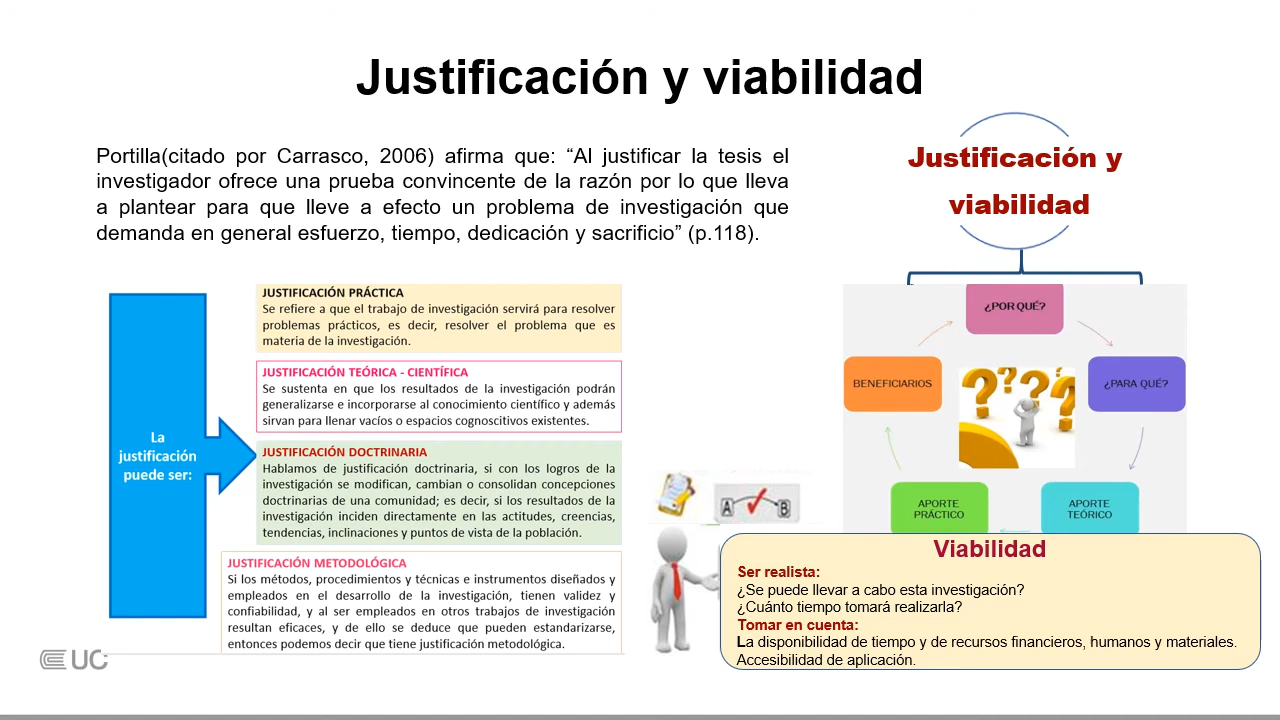 Justificación y viabilidad
Portilla(citado por Carrasco, 2006) afirma que: “Al justificar la tesis el
investigador ofrece una prueba convincente de la razón por lo que lleva
a plantear para que lleve a efecto un problema de investigación que
demanda en general esfuerzo, tiempo, dedicación y sacrificio” (p.118).
La
justificación
puede ser:
JUSTIFICACIÓN PRÁCTICA
Se refiere a que el trabajo de investigación servirá para resolver
problemas prácticos, es decir, resolver el problema que es
materia de la investigación.
JUSTIFICACIÓN TEÓRICA - CIENTÍFICA
Se sustenta en que los resultados de la investigación podrán
generalizarse e incorporarse al conocimiento científico y además
sirvan para llenar vacíos o espacios cognoscitivos existentes.
JUSTIFICACIÓN DOCTRINARIA
Hablamos de justificación doctrinaria, si con los logros de la
investigación se modifican, cambian o consolidan concepciones
doctrinarias de una comunidad; es decir, si los resultados de la
investigación inciden directamente en las actitudes, creencias,
tendencias, inclinaciones y puntos de vista de la población.
JUSTIFICACIÓN METODOLÓGICA
Si los métodos, procedimientos y técnicas e instrumentos diseñados y
empleados en el desarrollo de la investigación, tienen validez y
confiabilidad, y al ser empleados en otros trabajos de investigación
resultan eficaces, y de ello se deduce que pueden estandarizarse,
entonces podemos decir que tiene justificación metodológica.
Justificación y
viabilidad
¿POR QUÉ?
¿PARA QUÉ?
APORTE
TEÓRICO
APORTE
PRÁCTICO
BENEFICIARIOS
????
A B
Viabilidad
Ser realista:
¿Se puede llevar a cabo esta investigación?
¿Cuánto tiempo tomará realizarla?
Tomar en cuenta:
La disponibilidad de tiempo y de recursos financieros, humanos y materiales.
Accesibilidad de aplicación.
UC